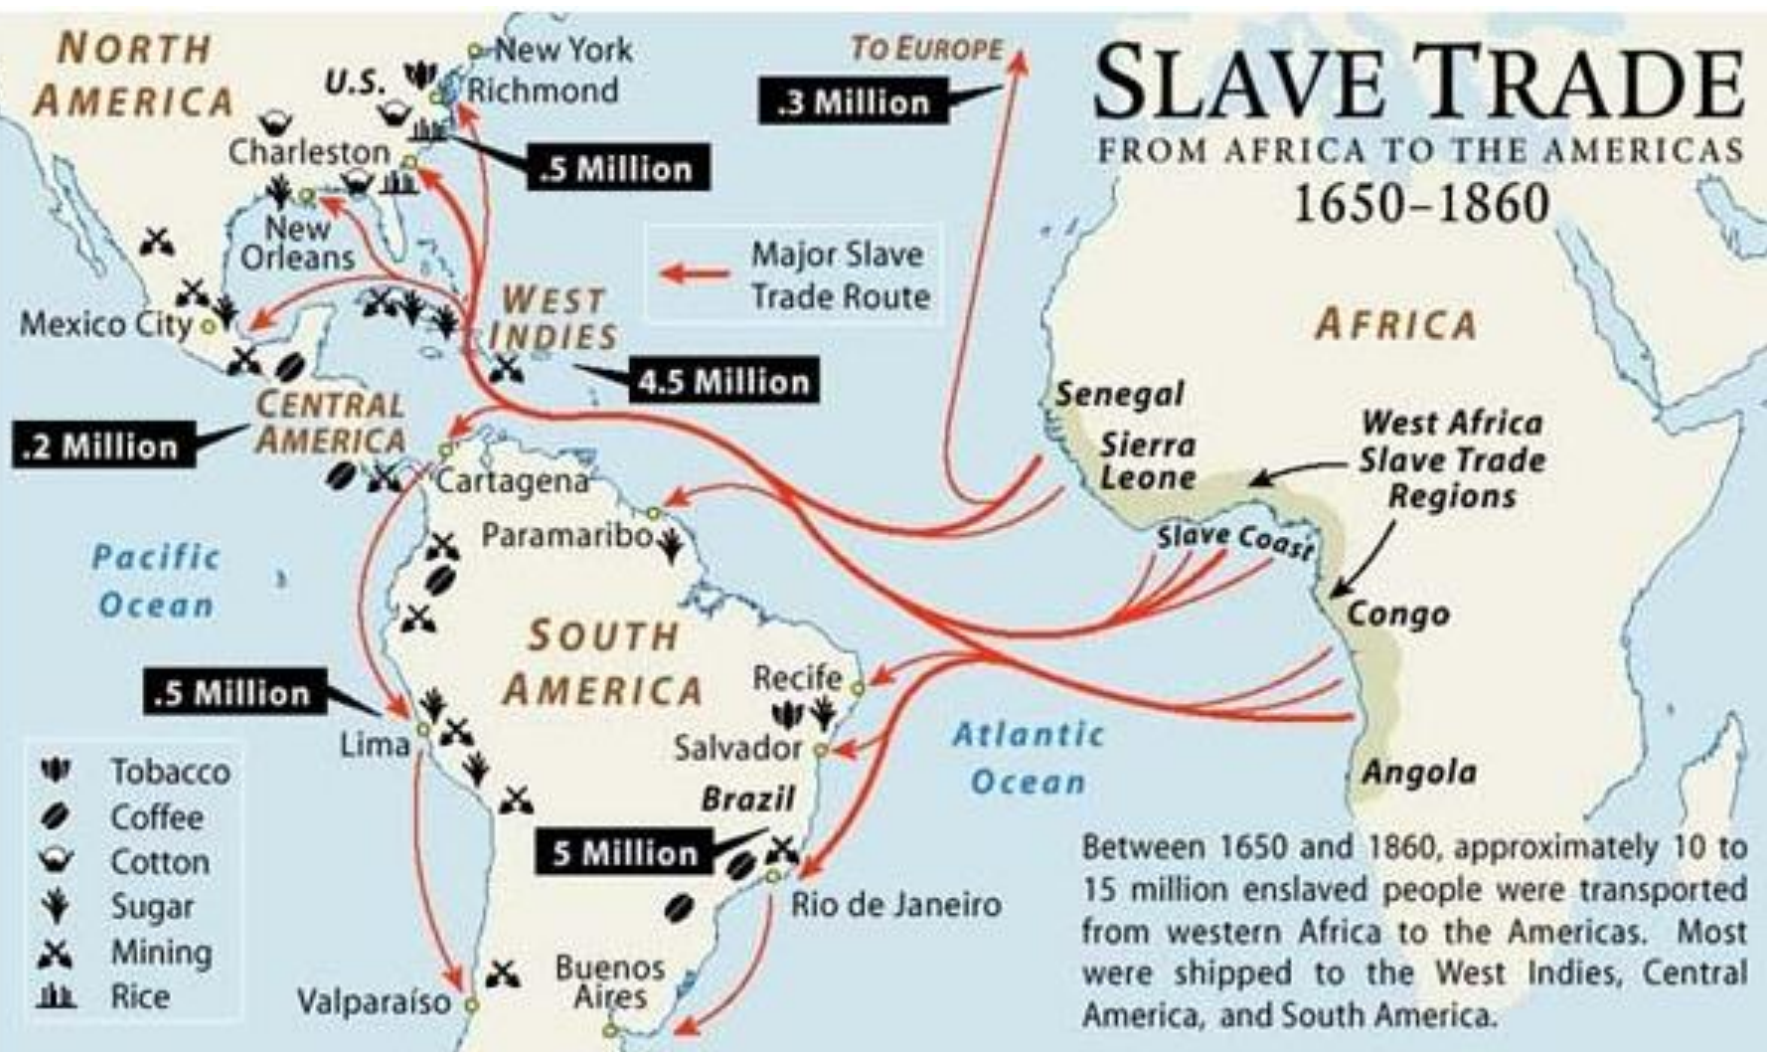 SLAVE TRADE
FROM AFRICA TO THE AMERICAS
1650–1860
NORTH
AMERICA
U.S.
New York
Richmond
Charleston
.5 Million
New
Orleans
Mexico City
WEST
INDIES
4.5 Million
CENTRAL
AMERICA
.2 Million
TO EUROPE
.3 Million
Major Slave
Trade Route
AFRICA
Senegal
Sierra
Leone
West Africa
Slave Trade
Regions
Slave Coast
Congo
Angola
Cartagena
Paramaribo
Pacific
Ocean
SOUTH
AMERICA
Recife
Salvador
Brazil
5 Million
Rio de Janeiro
Atlantic
Ocean
.5 Million
Lima
Valparaíso
Buenos
Aires
Tobacco
Coffee
Cotton
Sugar
Mining
Rice
Between 1650 and 1860, approximately 10 to
15 million enslaved people were transported
from western Africa to the Americas. Most
were shipped to the West Indies, Central
America, and South America.